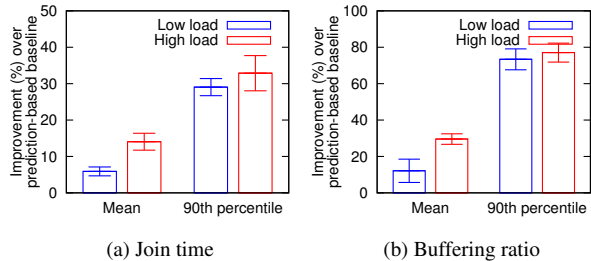 Improvement (%) over
prediction-based baseline
50
40
30
20
10
0
Low load
High load
Mean
90th percentile
(a) Join time
Improvement (%) over
prediction-based baseline
100
80
60
40
20
0
Low load
High load
Mean
90th percentile
(b) Buffering ratio